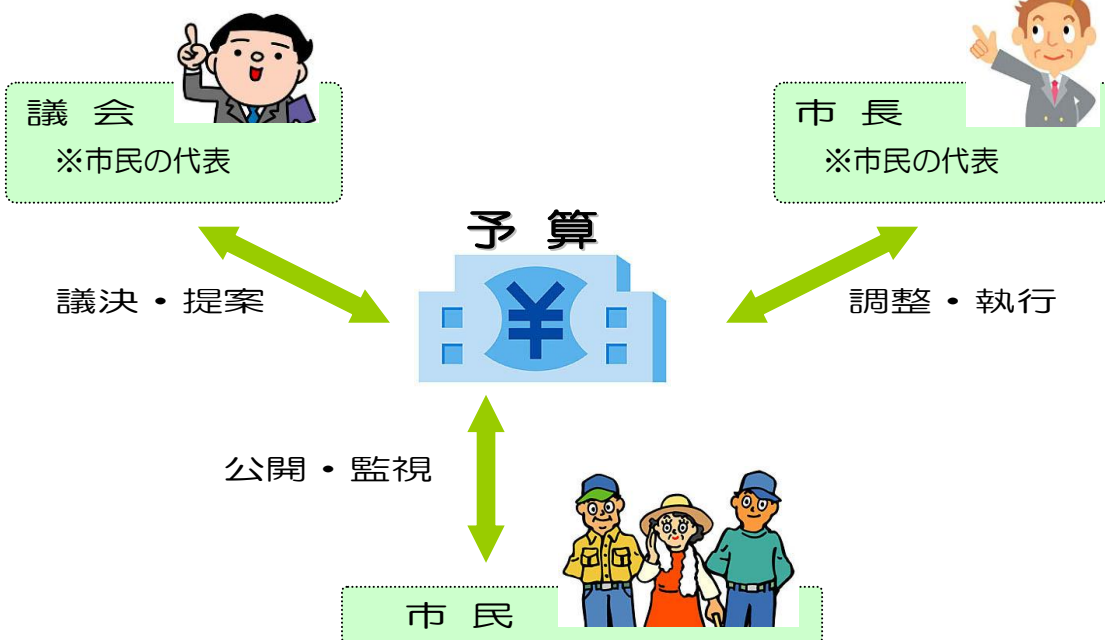 議 会
※市民の代表
市 長
※市民の代表
予 算
¥
議決・提案
調整・執行
公開・監視
市 民